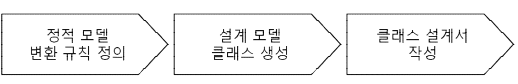 정적 모델
변환 규칙 정의
설계 모델
클래스 생성
클래스 설계서
작성